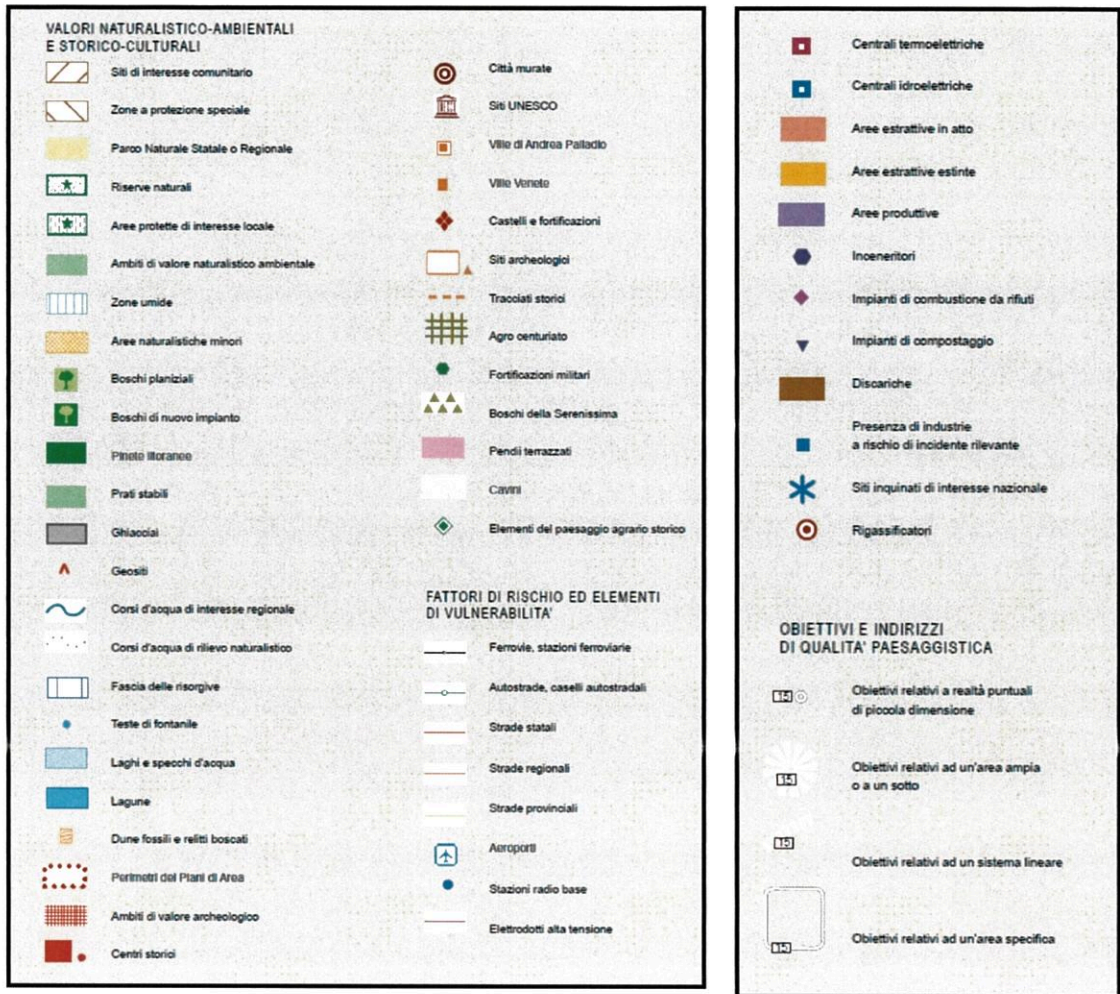 VALORI NATURALISTICO-AMBIENTALI
E STORICO-CULTURALI
Siti di interesse comunitario
Zone a protezione speciale
Parco Naturale Statale o Regionale
Riserve naturali
Aree protette di interesse locale
Ambiti di valore naturalistico ambientale
Zone umide
Aree naturalistiche minori
Boschi planiziali
Boschi di nuovo impianto
Pinete litoranee
Prati stabili
Ghiacciai
Geositi
Corsi d'acqua di interesse regionale
Corsi d'acqua di rilievo naturalistico
Fascia delle risorgive
Teste di fontanile
Laghi e specchi d'acqua
Lagune
Dune fossili e relitti boscati
Perimetri dei Piani di Area
Ambiti di valore archeologico
Centri storici
Città murate
Siti UNESCO
Ville di Andrea Palladio
Ville Venete
Castelli e fortificazioni
Siti archeologici
Tracciati storici
Agro centuriato
Fortificazioni militari
Boschi della Serenissima
Pendii terrazzati
Cavini
Elementi del paesaggio agrario storico
FATTORI DI RISCHIO ED ELEMENTI
DI VULNERABILITA'
Ferrovie, stazioni ferroviarie
Autostrade, caselli autostradali
Strade statali
Strade regionali
Strade provinciali
Aeroporti
Stazioni radio base
Elettrodotti alta tensione
Centrali termoelettriche
Centrali idroelettriche
Aree estrattive in atto
Aree estrattive estinte
Aree produttive
Inceneritori
Impianti di combustione da rifiuti
Impianti di compostaggio
Discariche
Presenza di industrie
a rischio di incidente rilevante
Siti inquinati di interesse nazionale
Rigassificatori
OBIETTIVI E INDIRIZZI
DI QUALITA' PAESAGGISTICA
15
Obiettivi relativi a realtà puntuali
di piccola dimensione
15
Obiettivi relativi ad un'area ampia
o a un sotto
15
Obiettivi relativi ad un sistema lineare
15
Obiettivi relativi ad un'area specifica